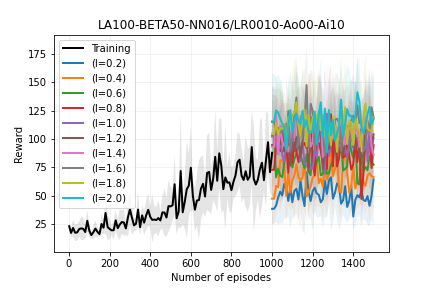 LA100-BETA50-NN016/LR0010-Ao00-Ai10
Reward
175
150
125
100
75
50
25
Training
(l=0.2)
(l=0.4)
(l=0.6)
(l=0.8)
(l=1.0)
(l=1.2)
(l=1.4)
(l=1.6)
(l=1.8)
(l=2.0)
0 200 400 600 800 1000 1200 1400
Number of episodes